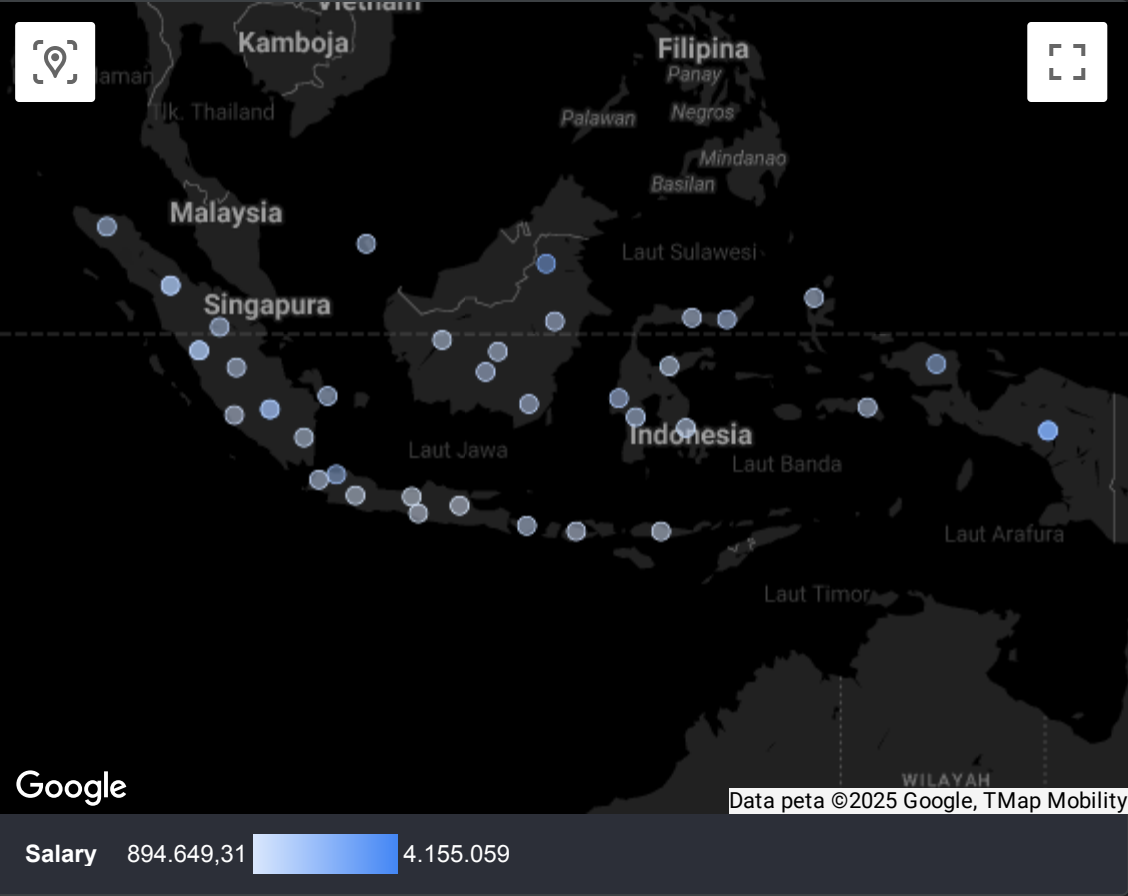 Vietnam
Kamboja
Filipina
Panay
aman
Tlk. Thailand
Palawan
Negros
Mindanao
Basilan
Malaysia
Laut Sulawesi
Singapura
Indonesia
Laut Jawa
Laut Banda
Laut Arafura
Laut Timor
WILAYAH
Google
Data peta ©2025 Google, TMap Mobility
Salary 894.649,31 4.155.059